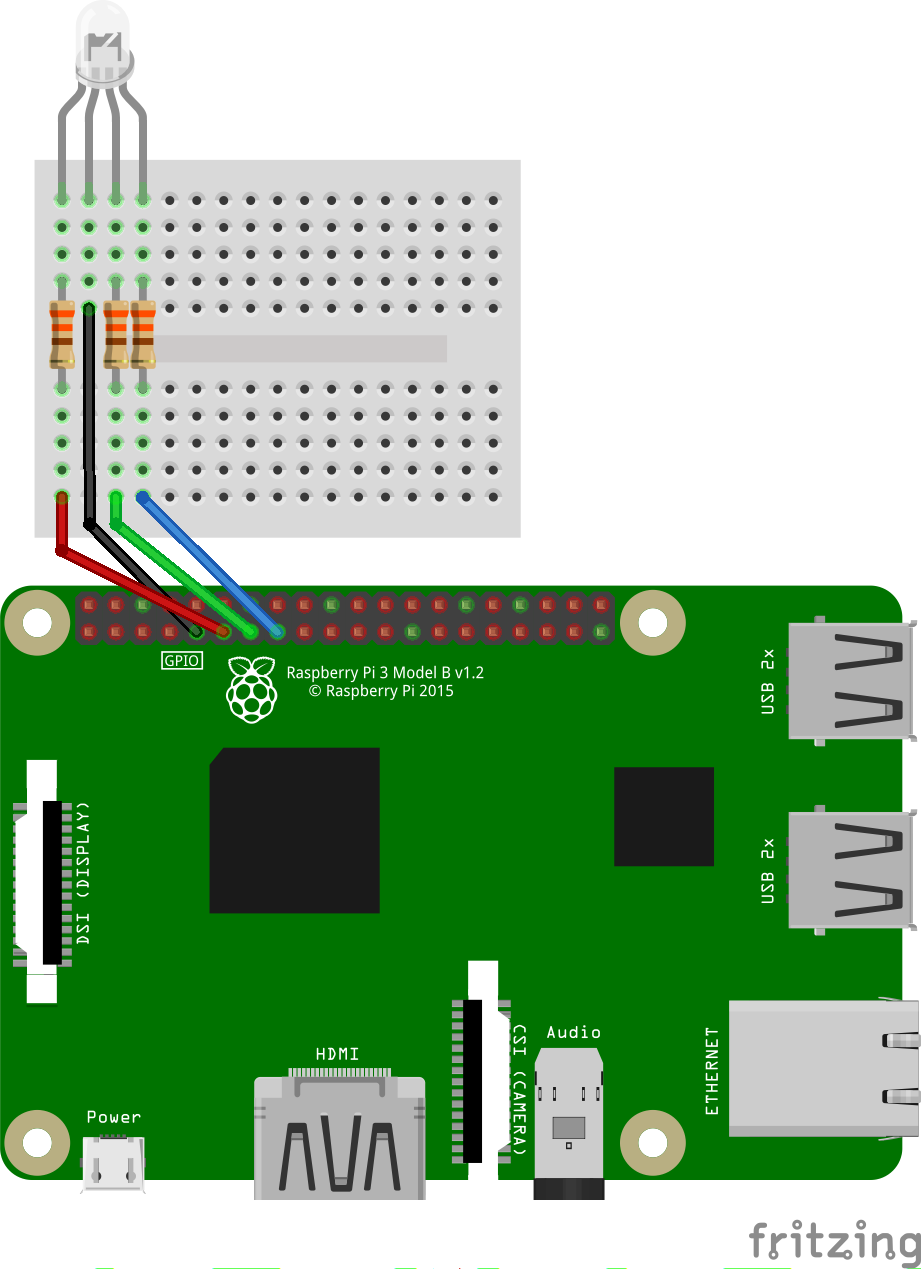 GPIO
Raspberry Pi 3 Model B v1.2
© Raspberry Pi 2015
USB 2x
USB 2x
DSI (DISPLAY)
CSI (CAMERA)
Audio
ETHERNET
HDMI
Power
fritzing